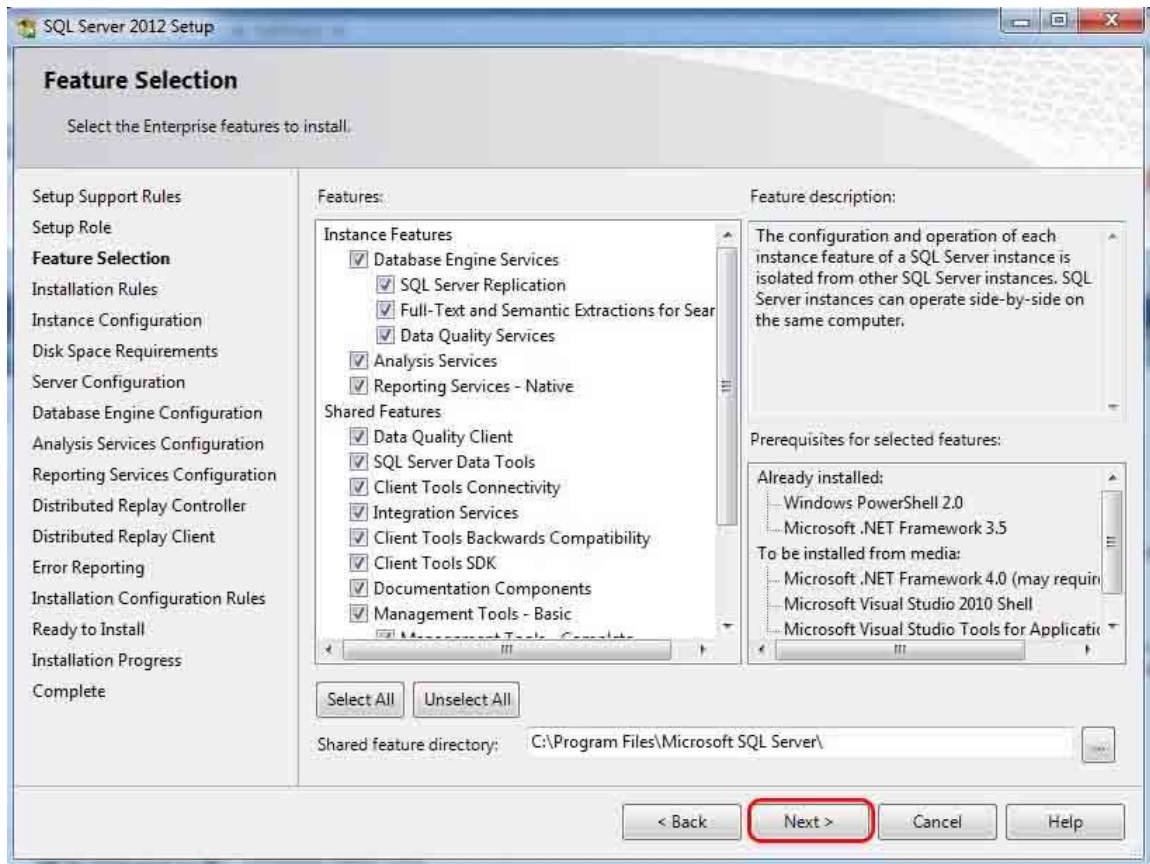 SQL Server 2012 Setup
Feature Selection
Select the Enterprise features to install.
Setup Support Rules
Setup Role
Feature Selection
Installation Rules
Instance Configuration
Disk Space Requirements
Server Configuration
Database Engine Configuration
Analysis Services Configuration
Reporting Services Configuration
Distributed Replay Controller
Distributed Replay Client
Error Reporting
Installation Configuration Rules
Ready to Install
Installation Progress
Complete
Features:
Instance Features
Database Engine Services
SQL Server Replication
Full-Text and Semantic Extractions for Sear
Data Quality Services
Analysis Services
Reporting Services - Native
Shared Features
Data Quality Client
SQL Server Data Tools
Client Tools Connectivity
Integration Services
Client Tools Backwards Compatibility
Client Tools SDK
Documentation Components
Management Tools - Basic
Management Tools - Complete
Feature description:
The configuration and operation of each
instance feature of a SQL Server instance is
isolated from other SQL Server instances. SQL
Server instances can operate side-by-side on
the same computer.
Prerequisites for selected features:
Already installed:
Windows PowerShell 2.0
Microsoft .NET Framework 3.5
To be installed from media:
Microsoft .NET Framework 4.0 (may requir
Microsoft Visual Studio 2010 Shell
Microsoft Visual Studio Tools for Applicatic
Select All
Unselect All
Shared feature directory:
C:\Program Files\Microsoft SQL Server\
...
< Back
Next >
Cancel
Help